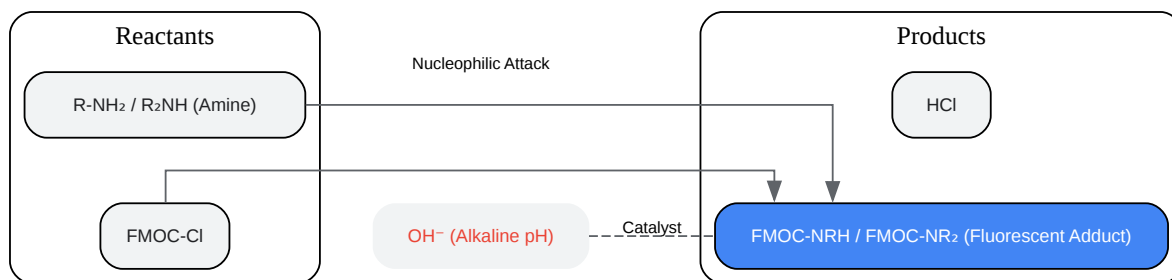 Reactants
Products
Nucleophilic Attack
R-NH₂ / R₂NH (Amine)
HCl
FMOC-Cl
OH⁻ (Alkaline pH)
Catalyst
FMOC-NRH / FMOC-NR₂ (Fluorescent Adduct)